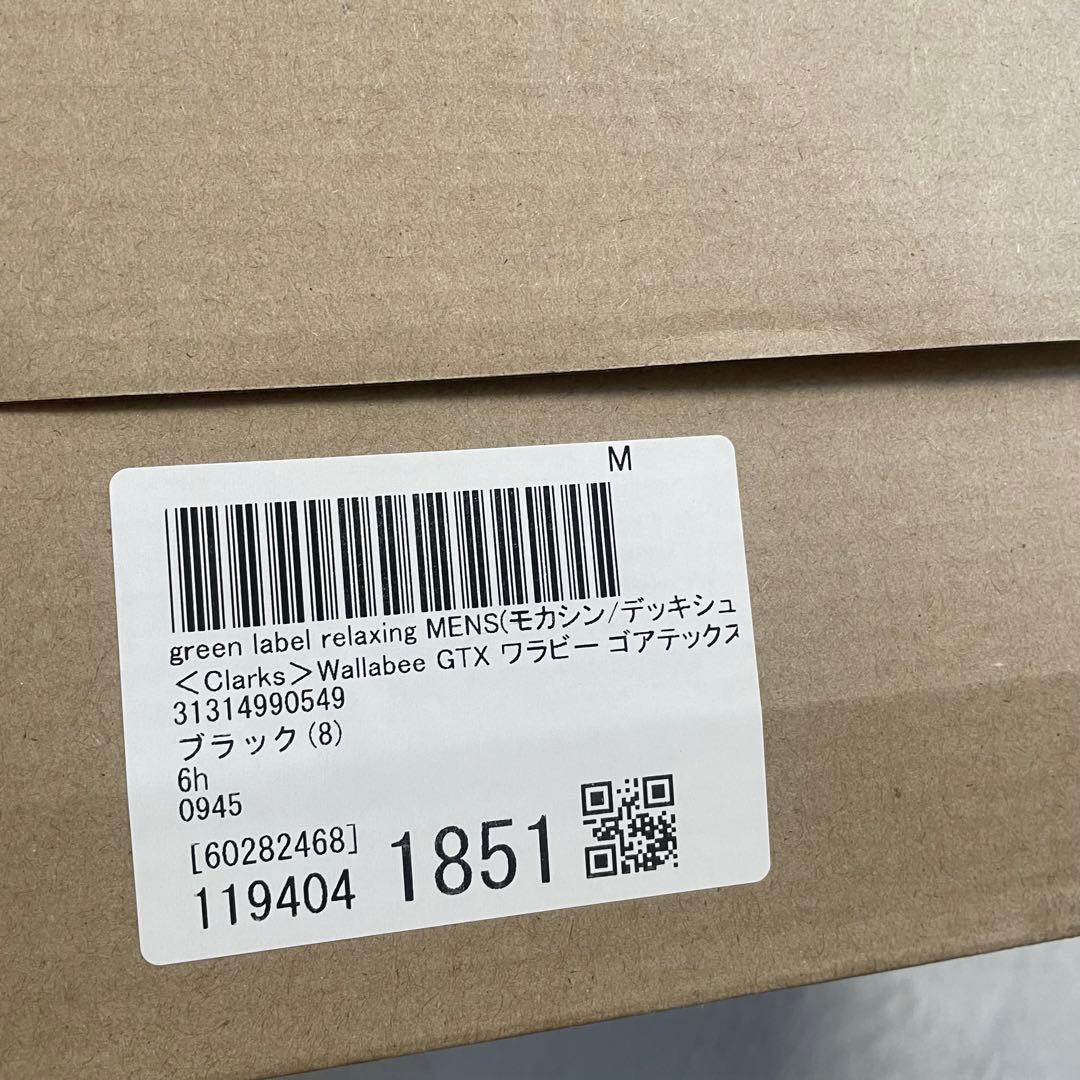 M
green label relaxing MENS(モカシン/デッキシュ
＜Clarks＞Wallabee GTX ワラビー ゴアテックス
31314990549
ブラック(8)
6h
0945
[60282468]
119404 1851